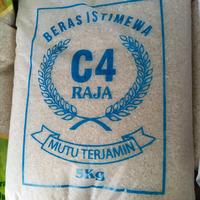 BERAS ISTIMEWA
C4
RAJA
MUTU TERJAMIN
5Kg